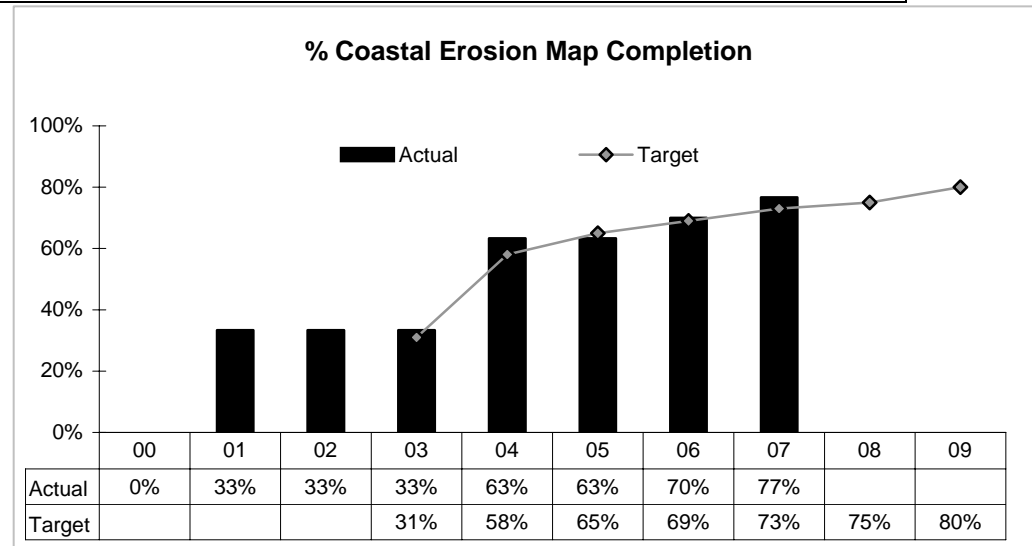 % Coastal Erosion Map Completion
100%
Actual Target
80%
60%
40%
20%
0%
00 01 02 03 04 05 06 07 08 09
Actual 0% 33% 33% 33% 63% 63% 70% 77%
Target 31% 58% 65% 69% 73% 75% 80%